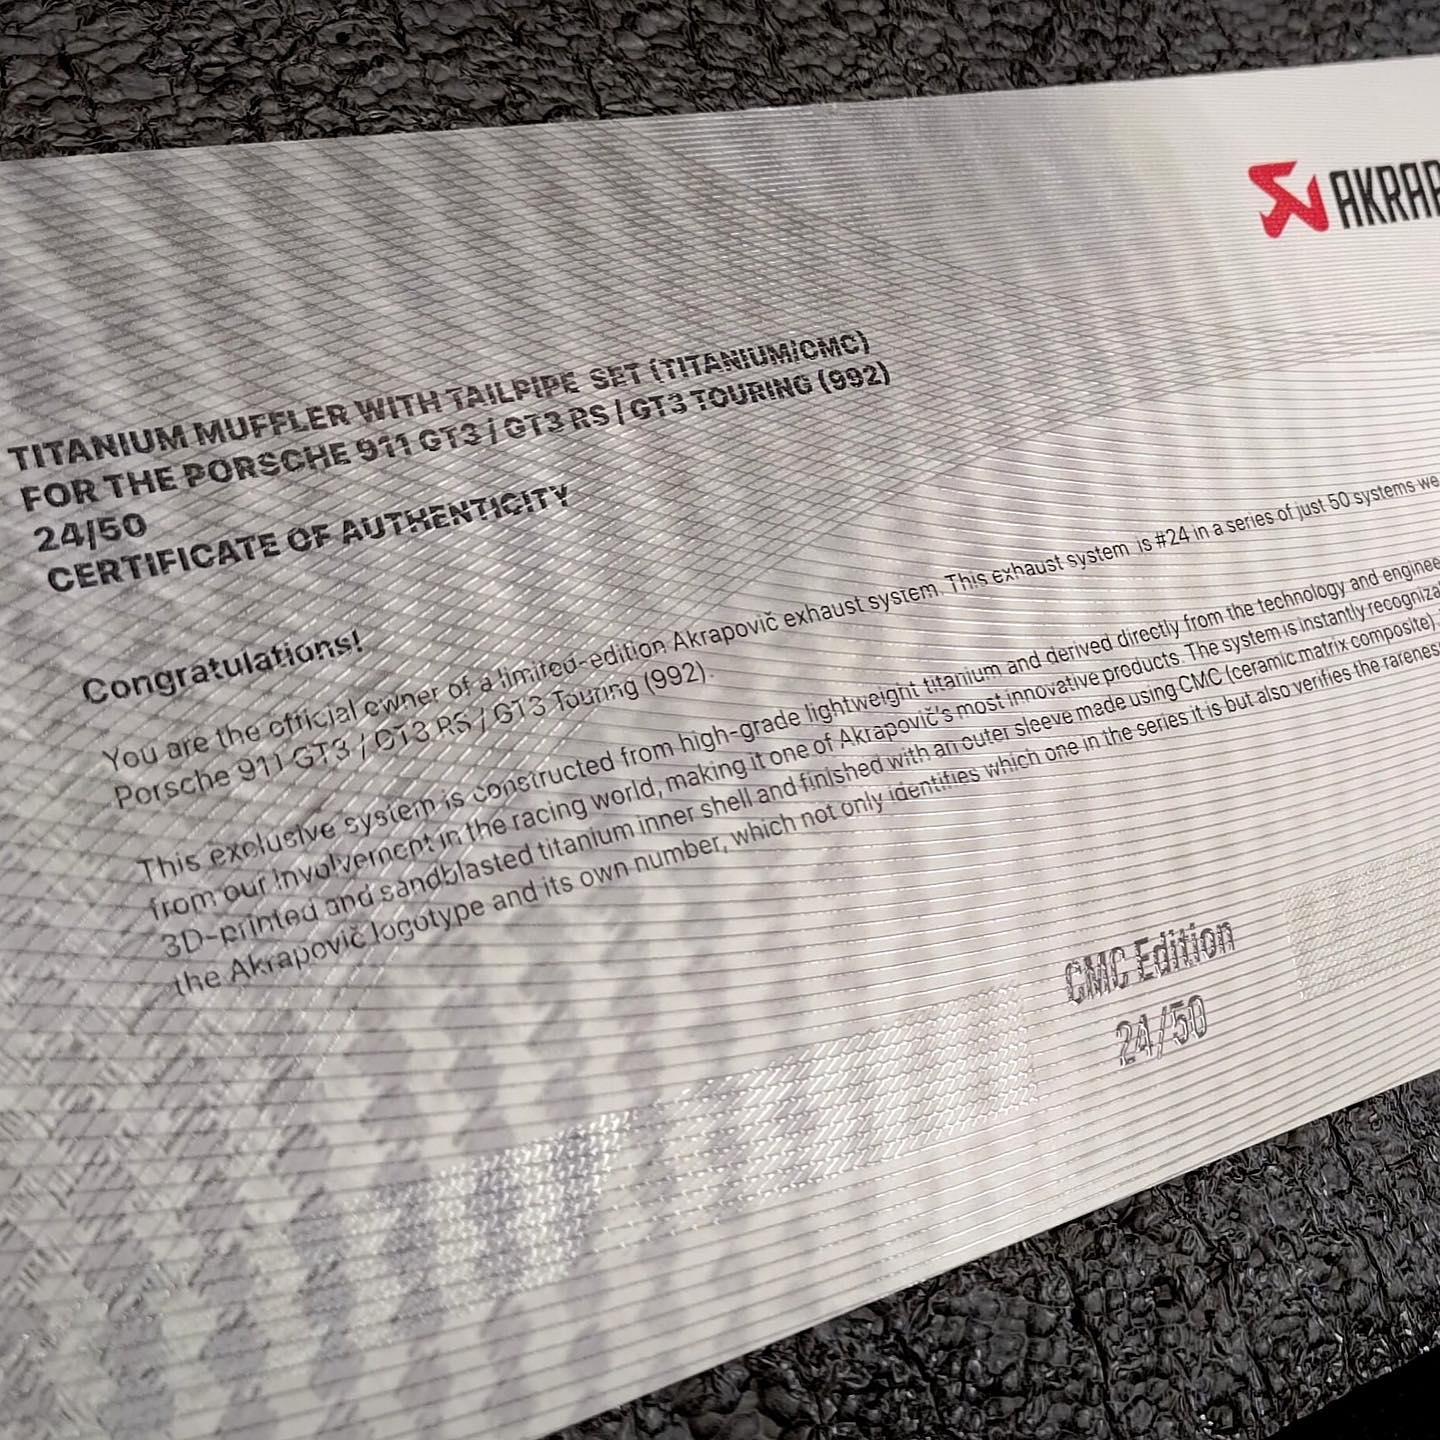 AKRAP
TITANIUM MUFFLER WITH TAILPIPE SET (TITANIUM/CMC)
FOR THE PORSCHE 911 GT3 / GT3 RS / GT3 TOURING (992)
24/50
CERTIFICATE OF AUTHENTICITY
Congratulations!
You are the official owner of a limited-edition Akrapovič exhaust system. This exhaust system is #24 in a series of just 50 systems we
Porsche 911 GT3 / GT3 RS / GT3 Touring (992).
This exclusive system is constructed from high-grade lightweight titanium and derived directly from the technology and enginee
from our involvement in the racing world, making it one of Akrapovič's most innovative products. The system is instantly recogniza
3D-printed and sandblasted titanium inner shell and finished with an outer sleeve made using CMC (ceramic matrix composite).
the Akrapovič logotype and its own number, which not only identifies which one in the series it is but also verifies the rarenes
CMC Edition
24/50